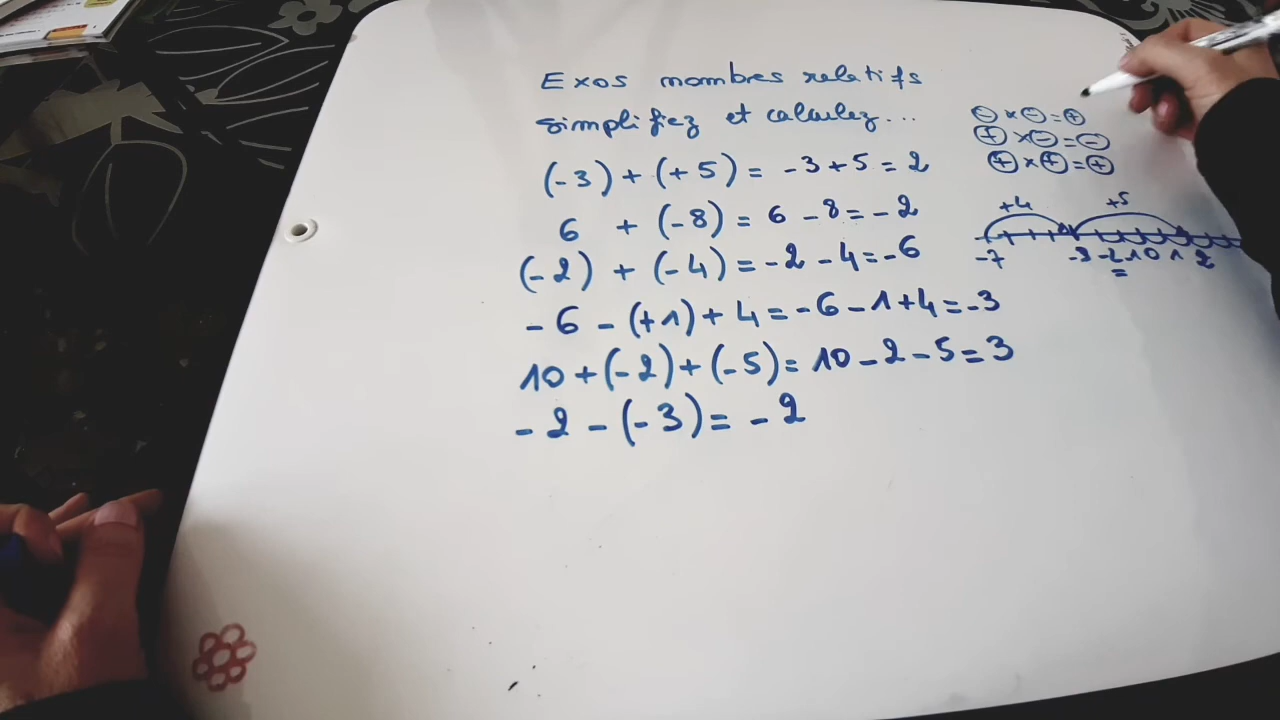 Exos nombres relatifs
simplifiez et calculez...
(-3) + (+5) = -3+5 = 2
6 + (-8) = 6 -8 = -2
(-2) + (-4) = -2 - 4 = -6
-6 - (+1) + 4 = -6 -1+4 = -3
10 + (-2) + (-5) = 10 - 2 - 5 = 3
-2 - (-3) = -2
⊖ × ⊖ = ⊕
⊕ × ⊖ = ⊖
⊕ × ⊕ = ⊕
+4 +5
-7 -3 -2 -1 0 1 2
=